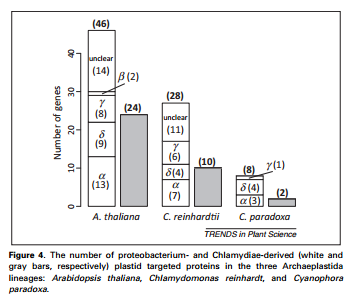 (46)
unclear
(14)
β (2)
γ
(8)
δ
(9)
α
(13)
(24)
(28)
unclear
(11)
γ
(6)
δ(4)
α
(7)
(10)
(8)
γ(1)
δ(4)
α(3)
(2)
Number of genes
40
30
20
10
0
A. thaliana
C. reinhardtii
C. paradoxa
TRENDS in Plant Science
Figure 4. The number of proteobacterium- and Chlamydiae-derived (white and
gray bars, respectively) plastid targeted proteins in the three Archaeplastida
lineages: Arabidopsis thaliana, Chlamydomonas reinhardt, and Cyanophora
paradoxa.